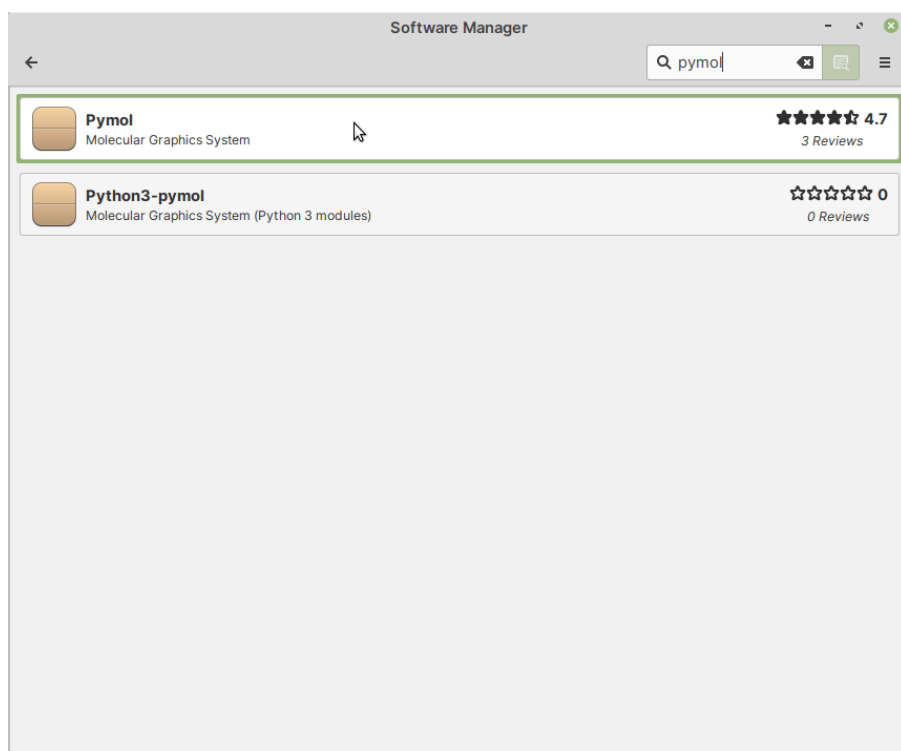 Software Manager
pymol
Pymol
Molecular Graphics System
4.7
3 Reviews
Python3-pymol
Molecular Graphics System (Python 3 modules)
0
0 Reviews